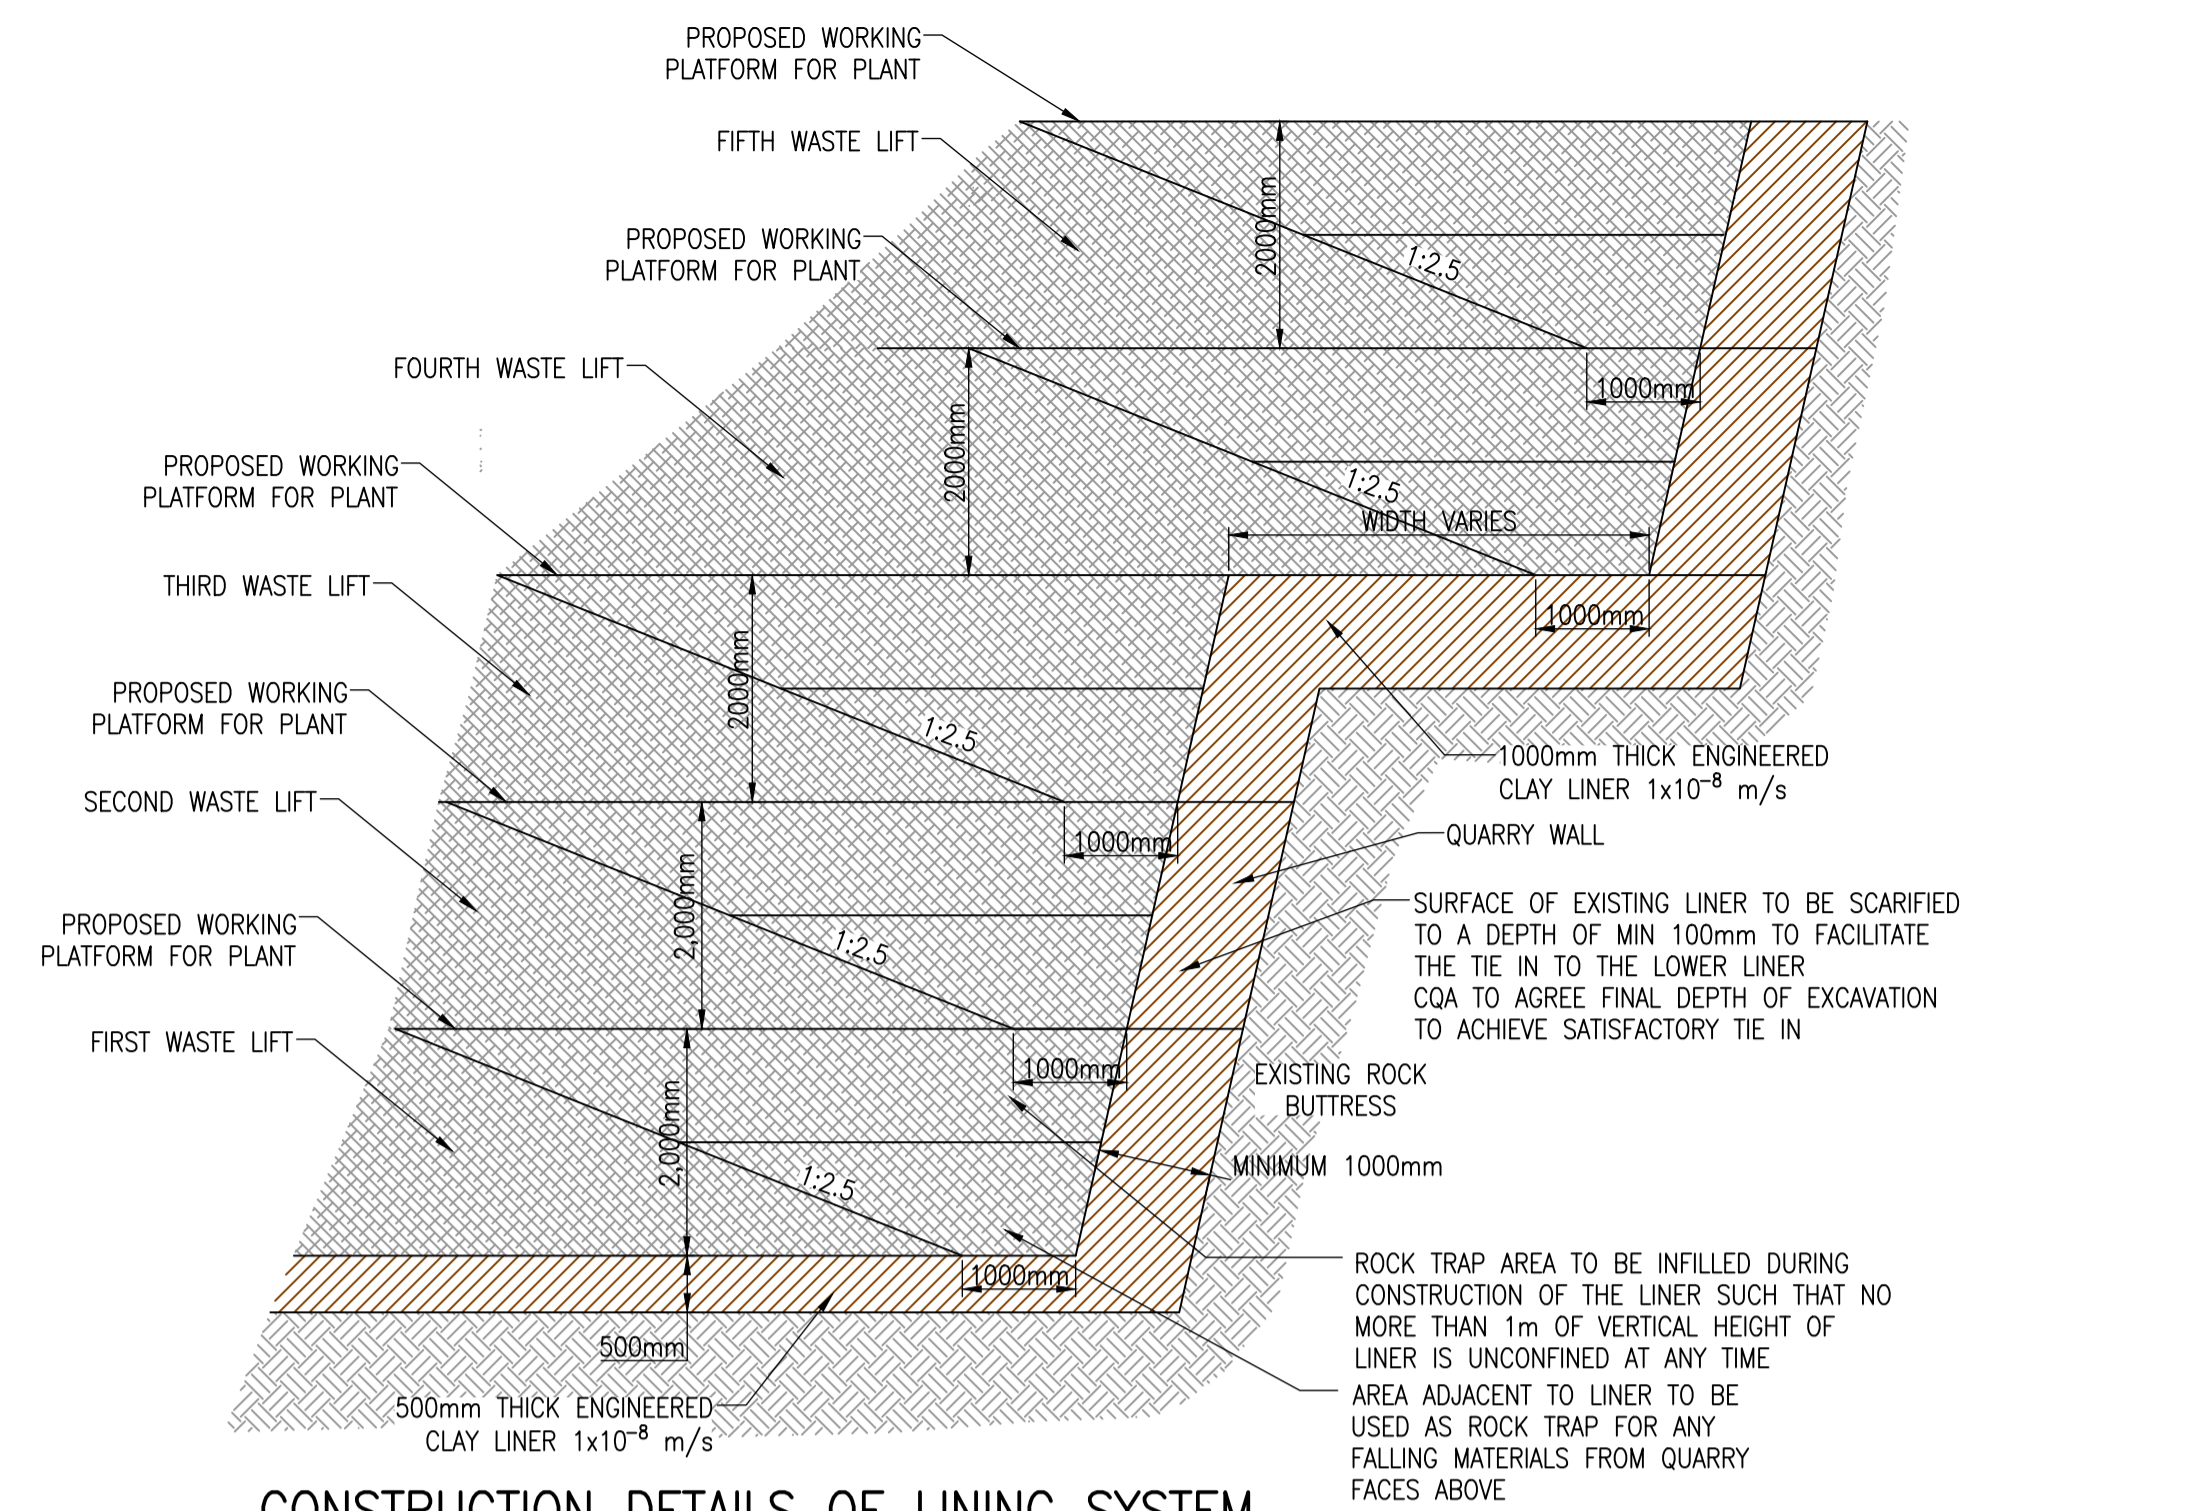 PROPOSED WORKING
PLATFORM FOR PLANT
FIFTH WASTE LIFT
2000mm
PROPOSED WORKING
PLATFORM FOR PLANT
1:2.5
FOURTH WASTE LIFT
1000mm
2000mm
PROPOSED WORKING
PLATFORM FOR PLANT
1:2.5
WIDTH VARIES
THIRD WASTE LIFT
1000mm
2000mm
PROPOSED WORKING
PLATFORM FOR PLANT
1:2.5
1000mm THICK ENGINEERED
CLAY LINER 1x10⁻⁸ m/s
SECOND WASTE LIFT
1000mm
QUARRY WALL
2,000mm
SURFACE OF EXISTING LINER TO BE SCARIFIED
TO A DEPTH OF MIN 100mm TO FACILITATE
THE TIE IN TO THE LOWER LINER
CQA TO AGREE FINAL DEPTH OF EXCAVATION
TO ACHIEVE SATISFACTORY TIE IN
PROPOSED WORKING
PLATFORM FOR PLANT
1:2.5
FIRST WASTE LIFT
1000mm
EXISTING ROCK
BUTTRESS
2,000mm
MINIMUM 1000mm
1:2.5
1000mm
ROCK TRAP AREA TO BE INFILLED DURING
CONSTRUCTION OF THE LINER SUCH THAT NO
MORE THAN 1m OF VERTICAL HEIGHT OF
LINER IS UNCONFINED AT ANY TIME
500mm
500mm THICK ENGINEERED
CLAY LINER 1x10⁻⁸ m/s
AREA ADJACENT TO LINER TO BE
USED AS ROCK TRAP FOR ANY
FALLING MATERIALS FROM QUARRY
FACES ABOVE
CONSTRUCTION DETAILS OF LINING SYSTEM